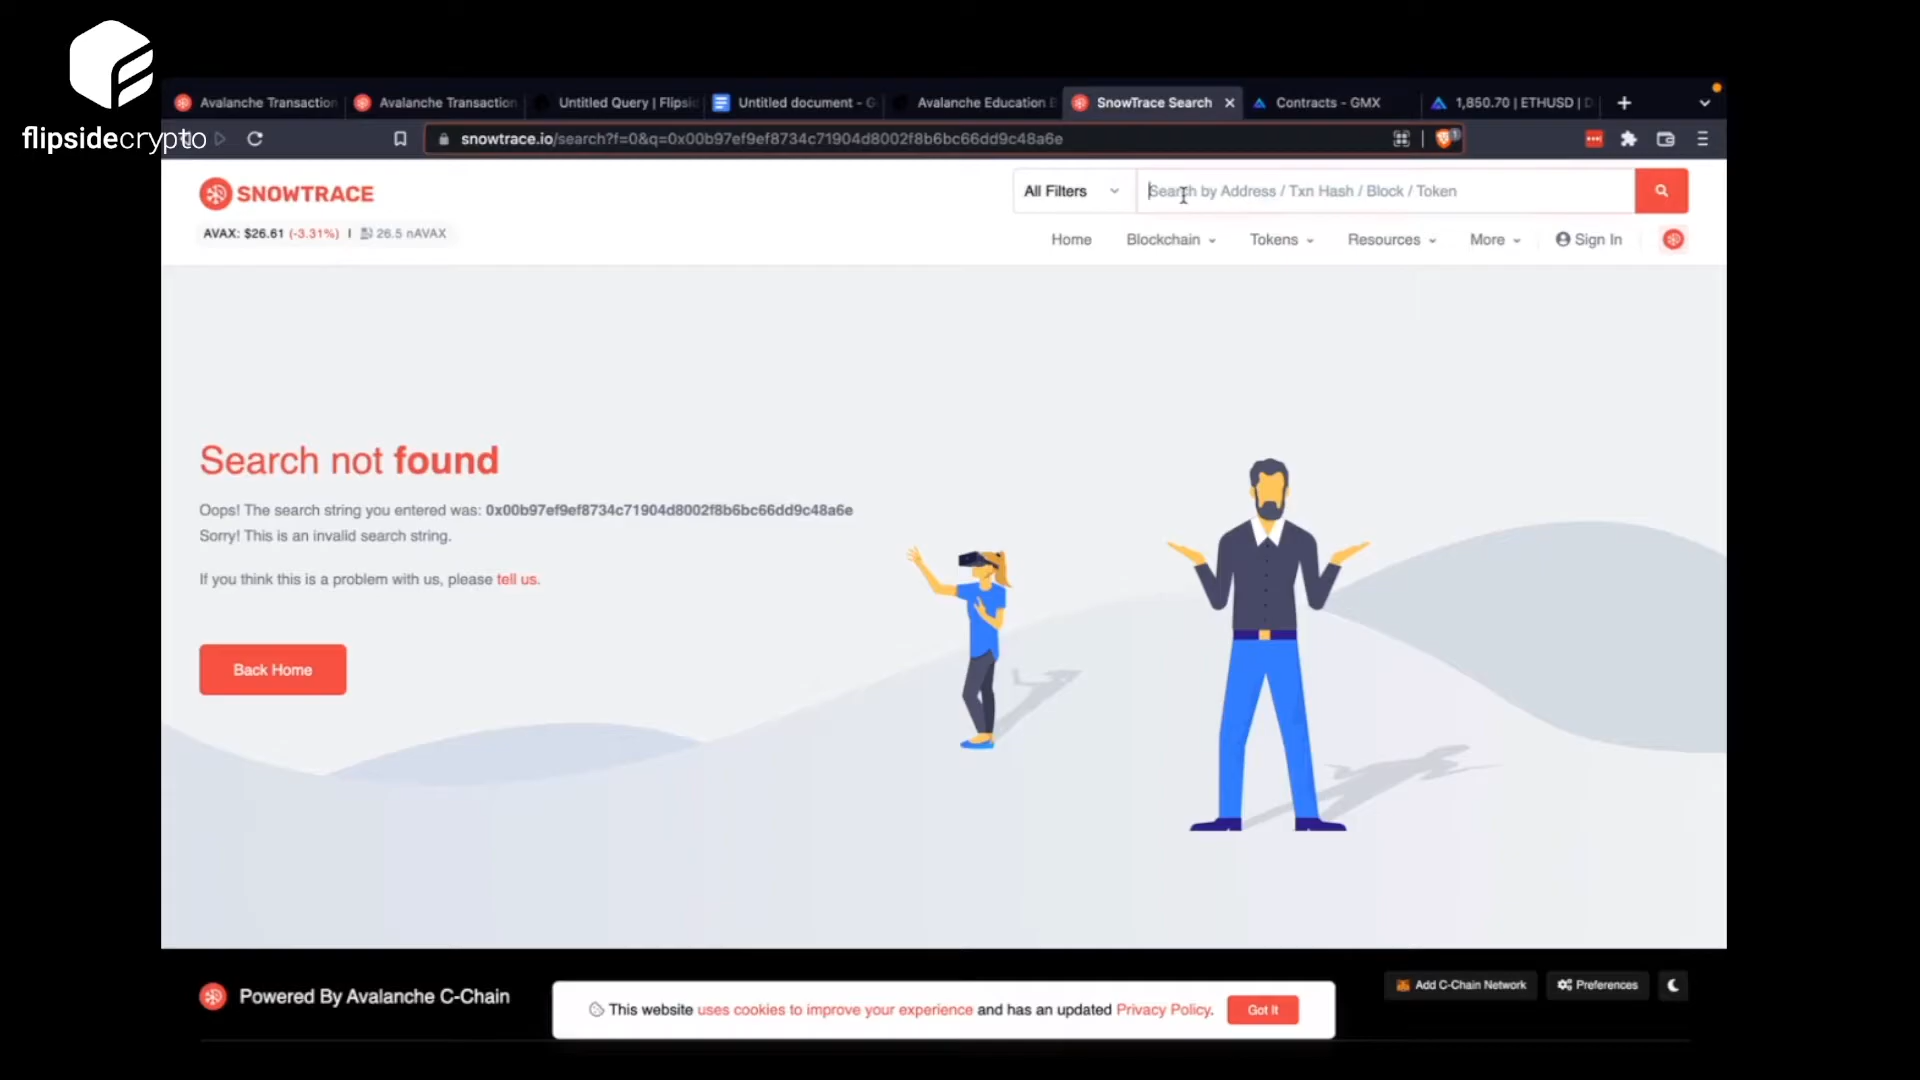 flipsidecrypto
Avalanche Transaction
Avalanche Transaction
Untitled Query | Flipsi
Untitled document - G
Avalanche Education
SnowTrace Search
Contracts - GMX
1,850.70 | ETHUSD |
snowtrace.io/search?f=0&q=0x00b97ef9ef8734c71904d8002f8b6bc66dd9c48a6e
SNOWTRACE
All Filters
Search by Address / Txn Hash / Block / Token
AVAX: $26.61 (-3.31%) | 26.5 nAVAX
Home
Blockchain
Tokens
Resources
More
Sign In
Search not found
Oops! The search string you entered was: 0x00b97ef9ef8734c71904d8002f8b6bc66dd9c48a6e
Sorry! This is an invalid search string.
If you think this is a problem with us, please tell us.
Back Home
Powered By Avalanche C-Chain
This website uses cookies to improve your experience and has an updated Privacy Policy.
Got It
Add C-Chain Network
Preferences